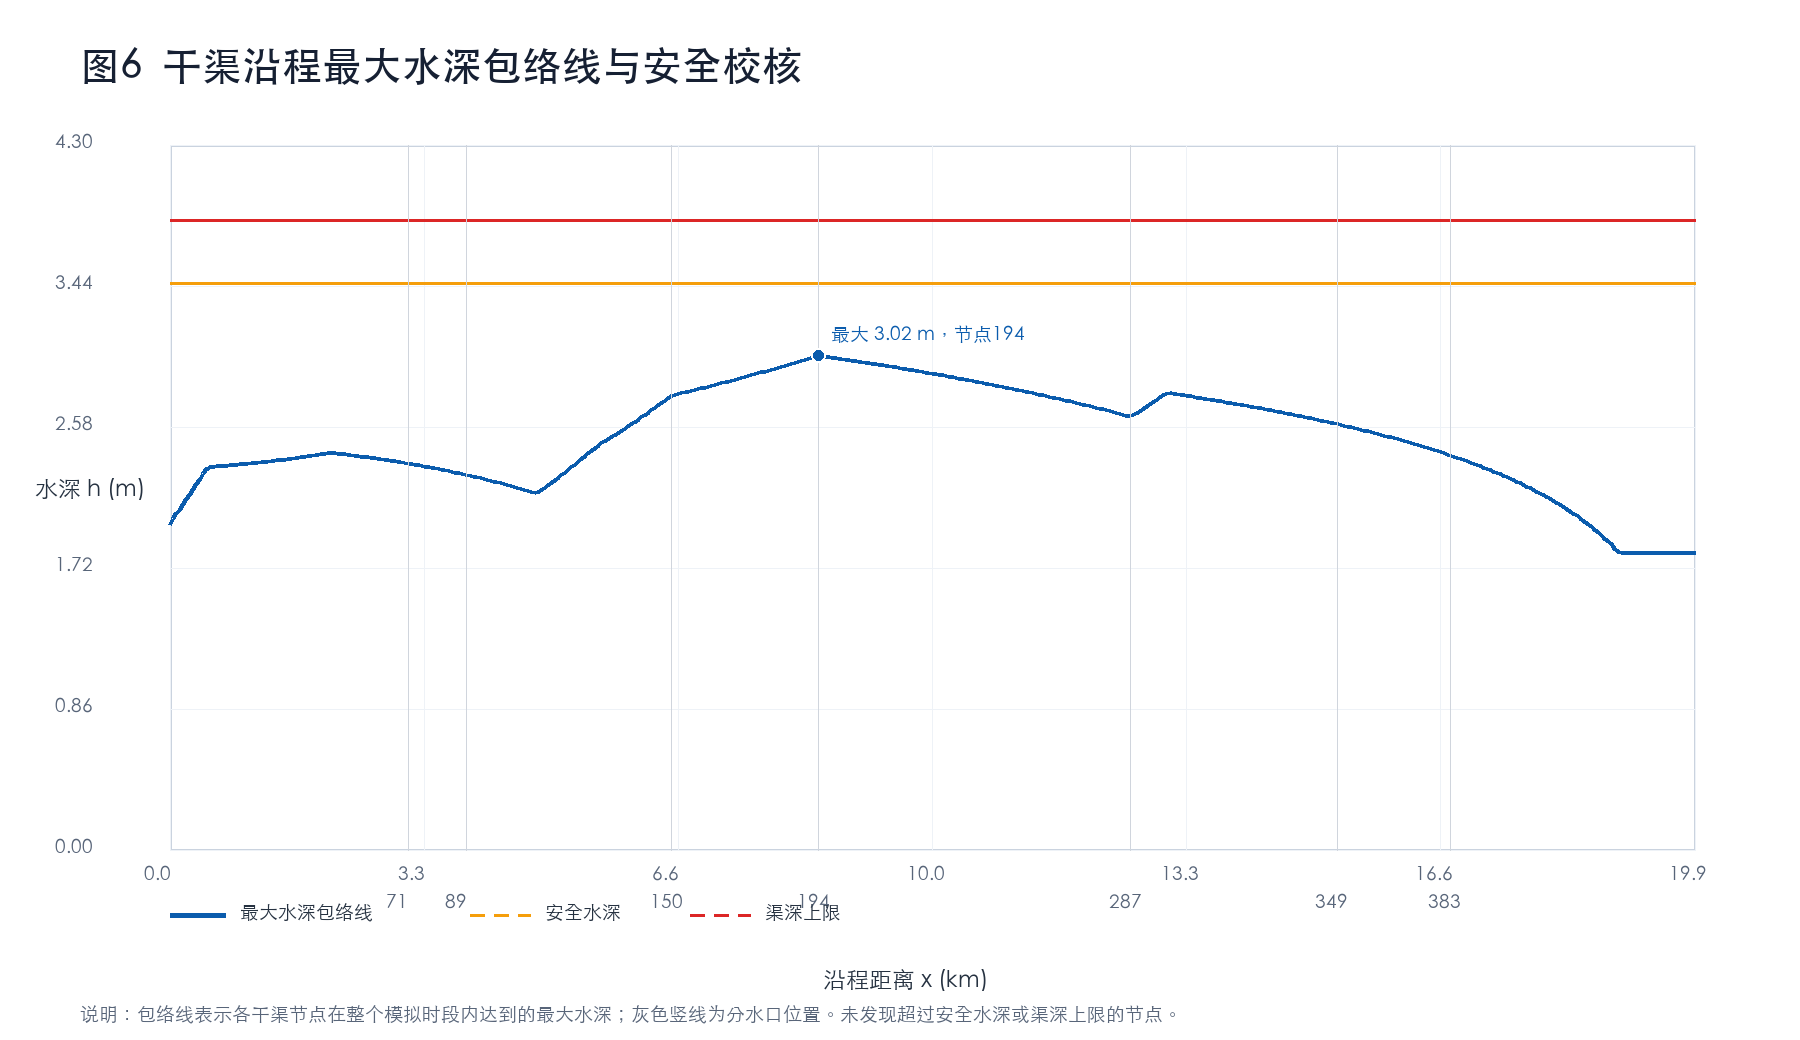 图6 干渠沿程最大水深包络线与安全校核
4.30
3.44
最大 3.02 m,节点194
2.58
水深 h (m)
1.72
0.86
0.00
0.0 3.3 6.6 10.0 13.3 16.6 19.9
71 89 150 194 287 349 383
最大水深包络线 安全水深 渠深上限
沿程距离 x (km)
说明:包络线表示各干渠节点在整个模拟时段内达到的最大水深;灰色竖线为分水口位置。未发现超过安全水深或渠深上限的节点。